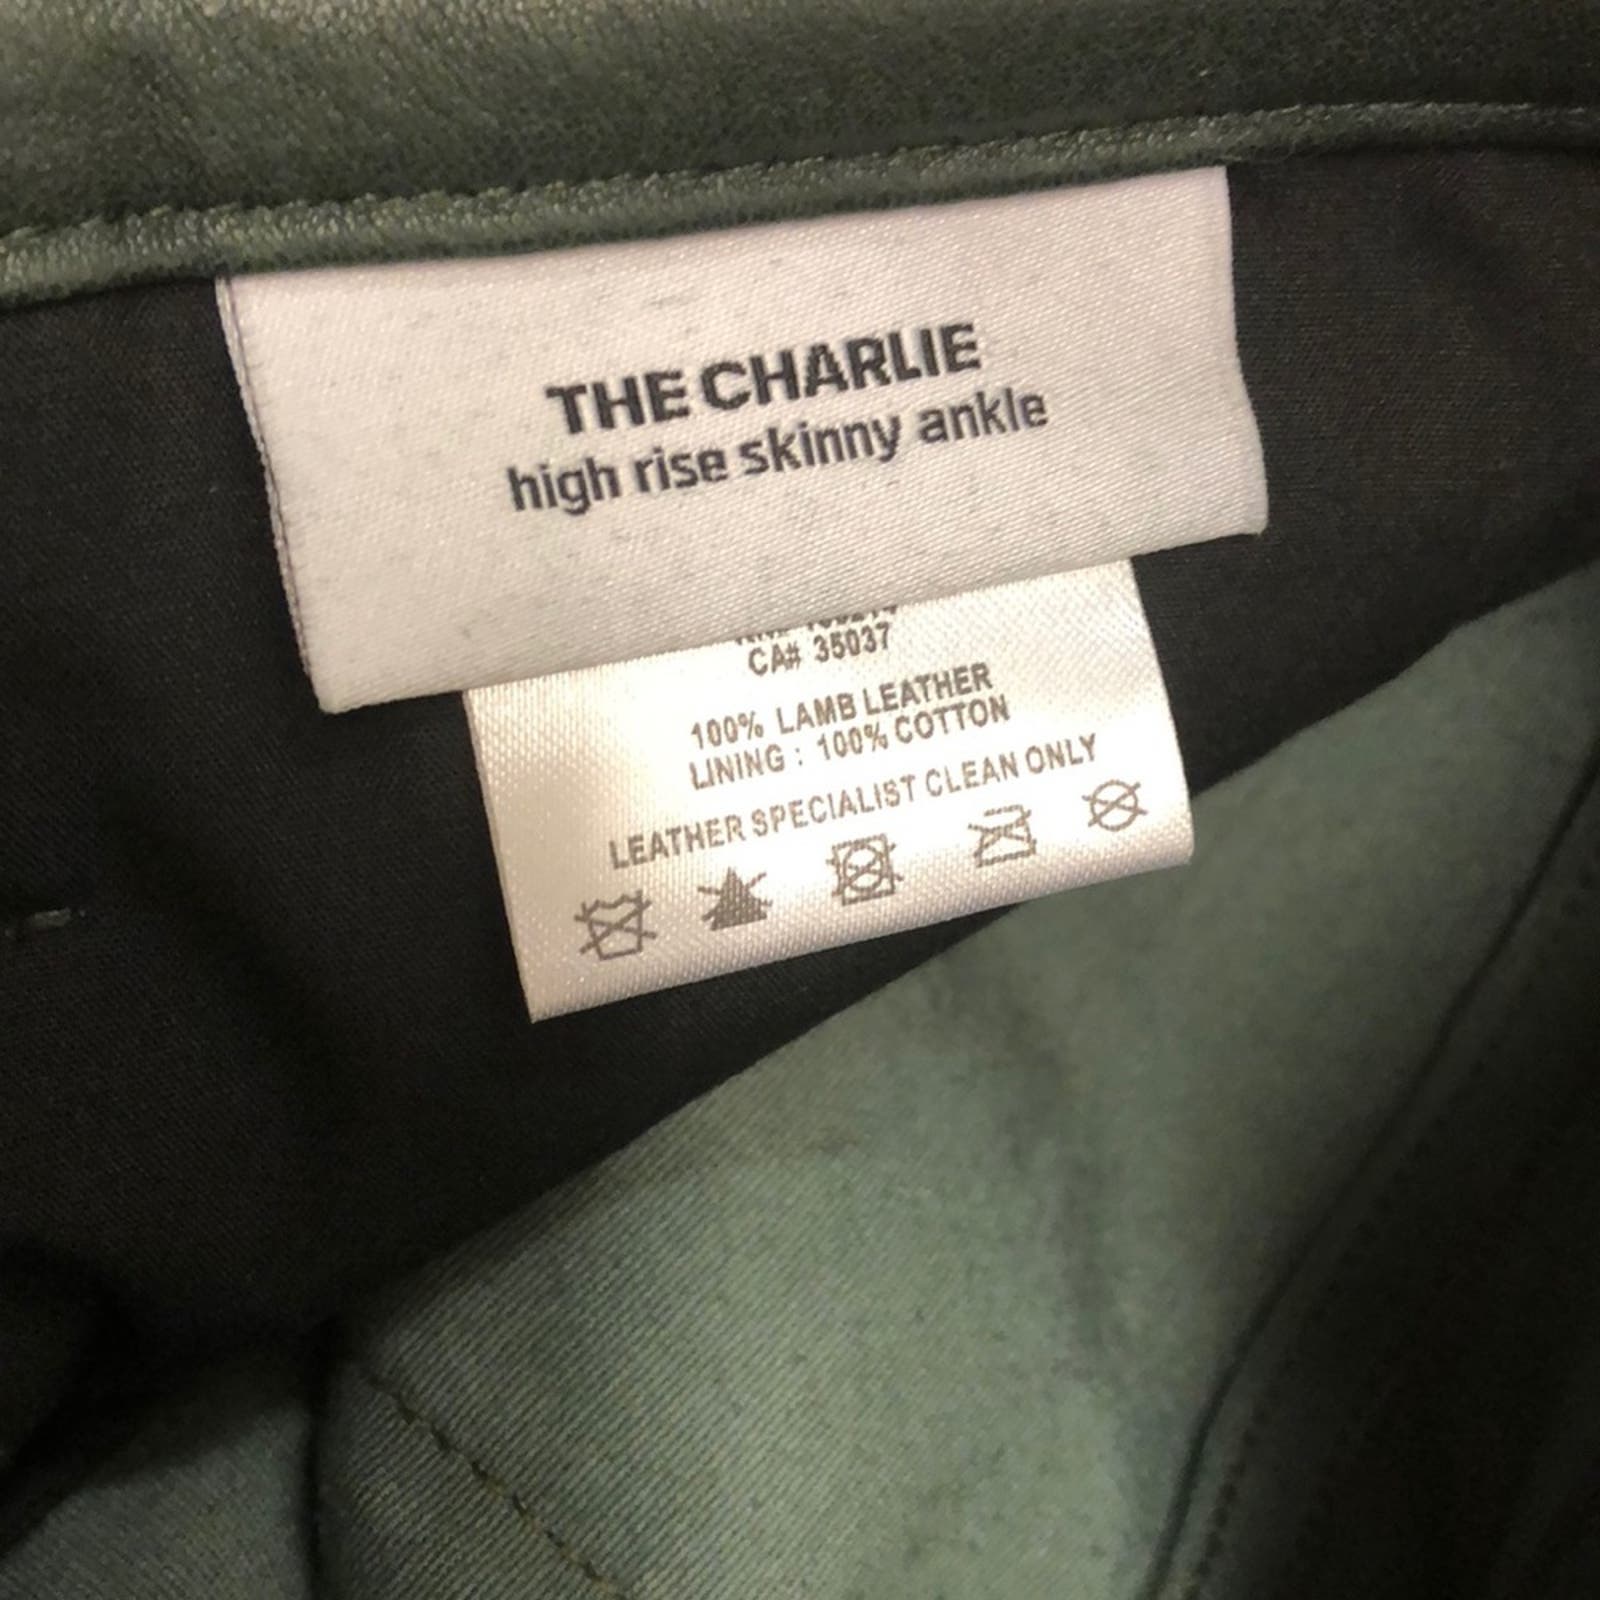 THE CHARLIE
high rise skinny ankle
CA# 35037
100% LAMB LEATHER
LINING : 100% COTTON
LEATHER SPECIALIST CLEAN ONLY